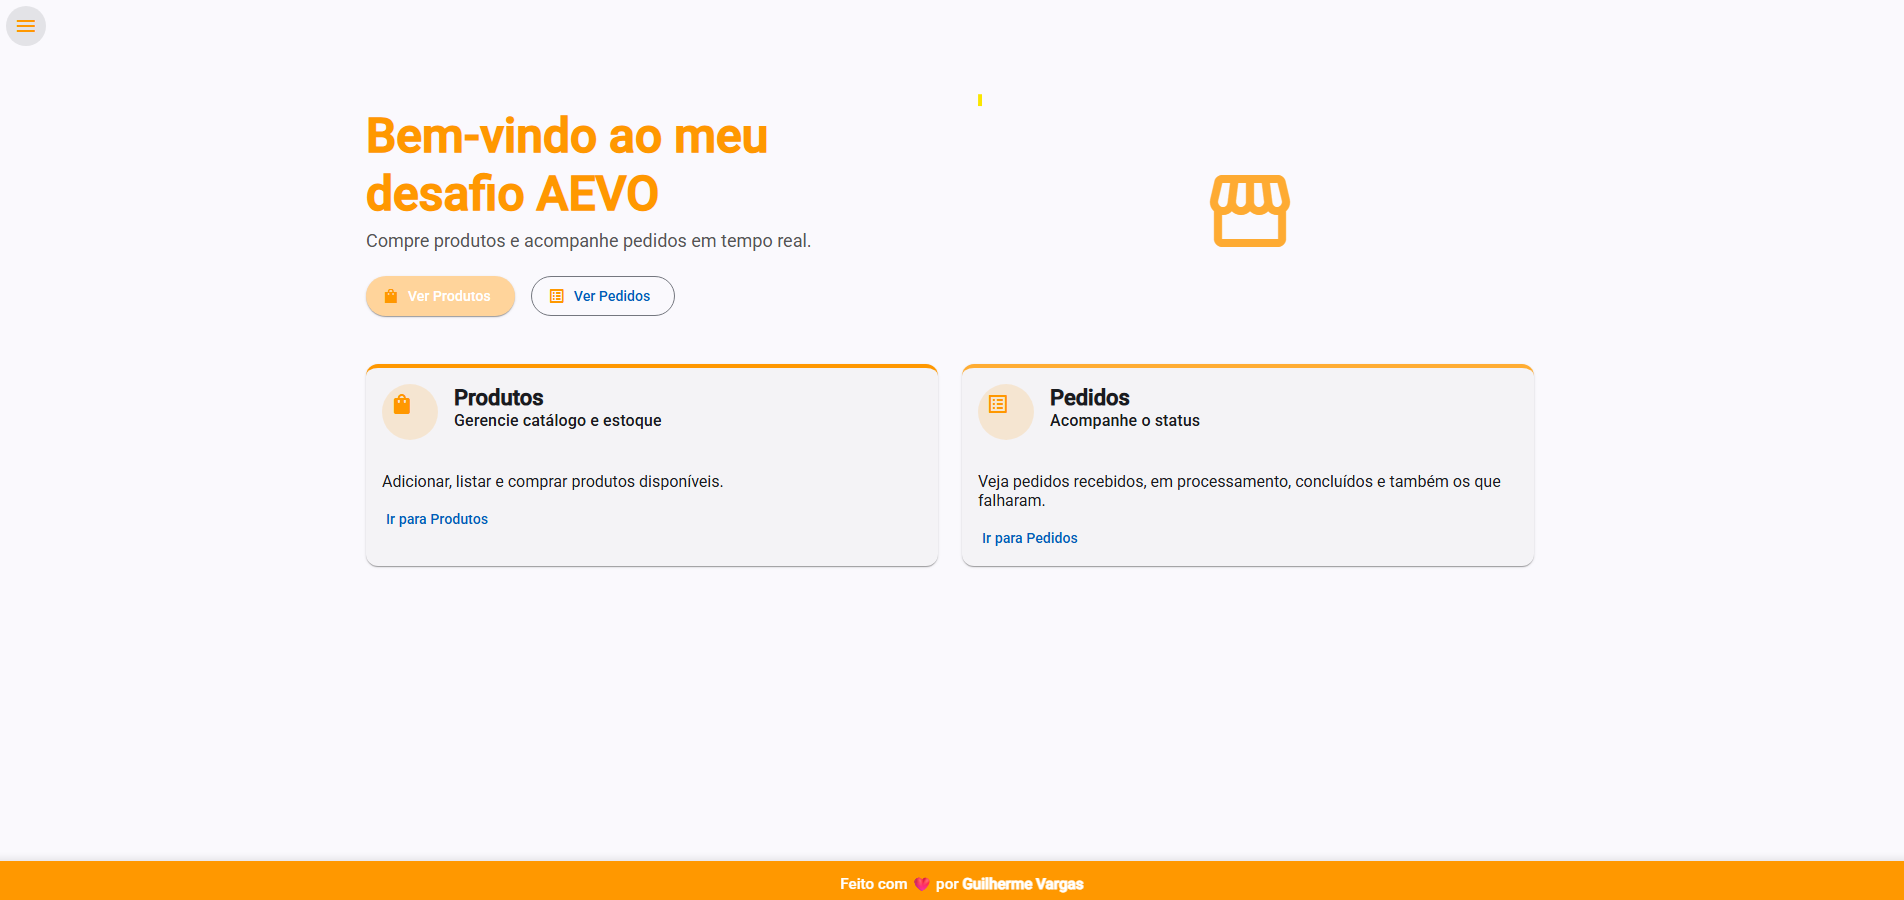 Bem-vindo ao meu
desafio AEVO
Compre produtos e acompanhe pedidos em tempo real.
Ver Produtos
Ver Pedidos
Produtos
Gerencie catálogo e estoque
Adicionar, listar e comprar produtos disponíveis.
Ir para Produtos
Pedidos
Acompanhe o status
Veja pedidos recebidos, em processamento, concluídos e também os que
falharam.
Ir para Pedidos
Feito com 💖 por Guilherme Vargas